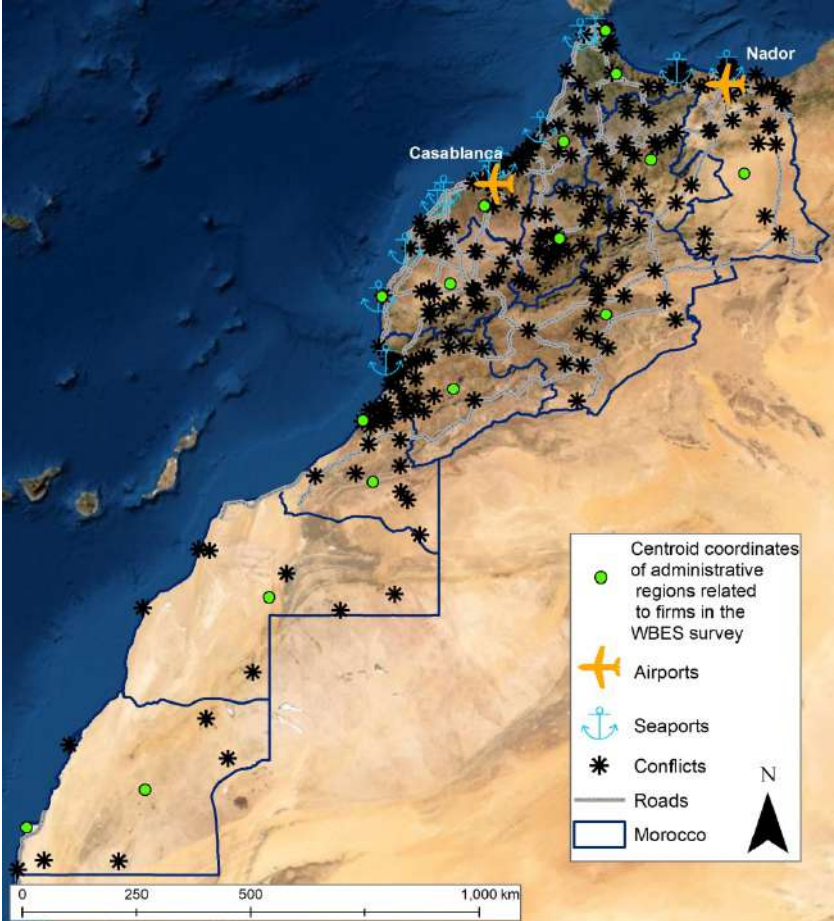 Nador
Casablanca
Centroid coordinates
of administrative
regions related
to firms in the
WBES survey
Airports
Seaports
Conflicts
Roads
Morocco
N
0 250 500 1,000 km